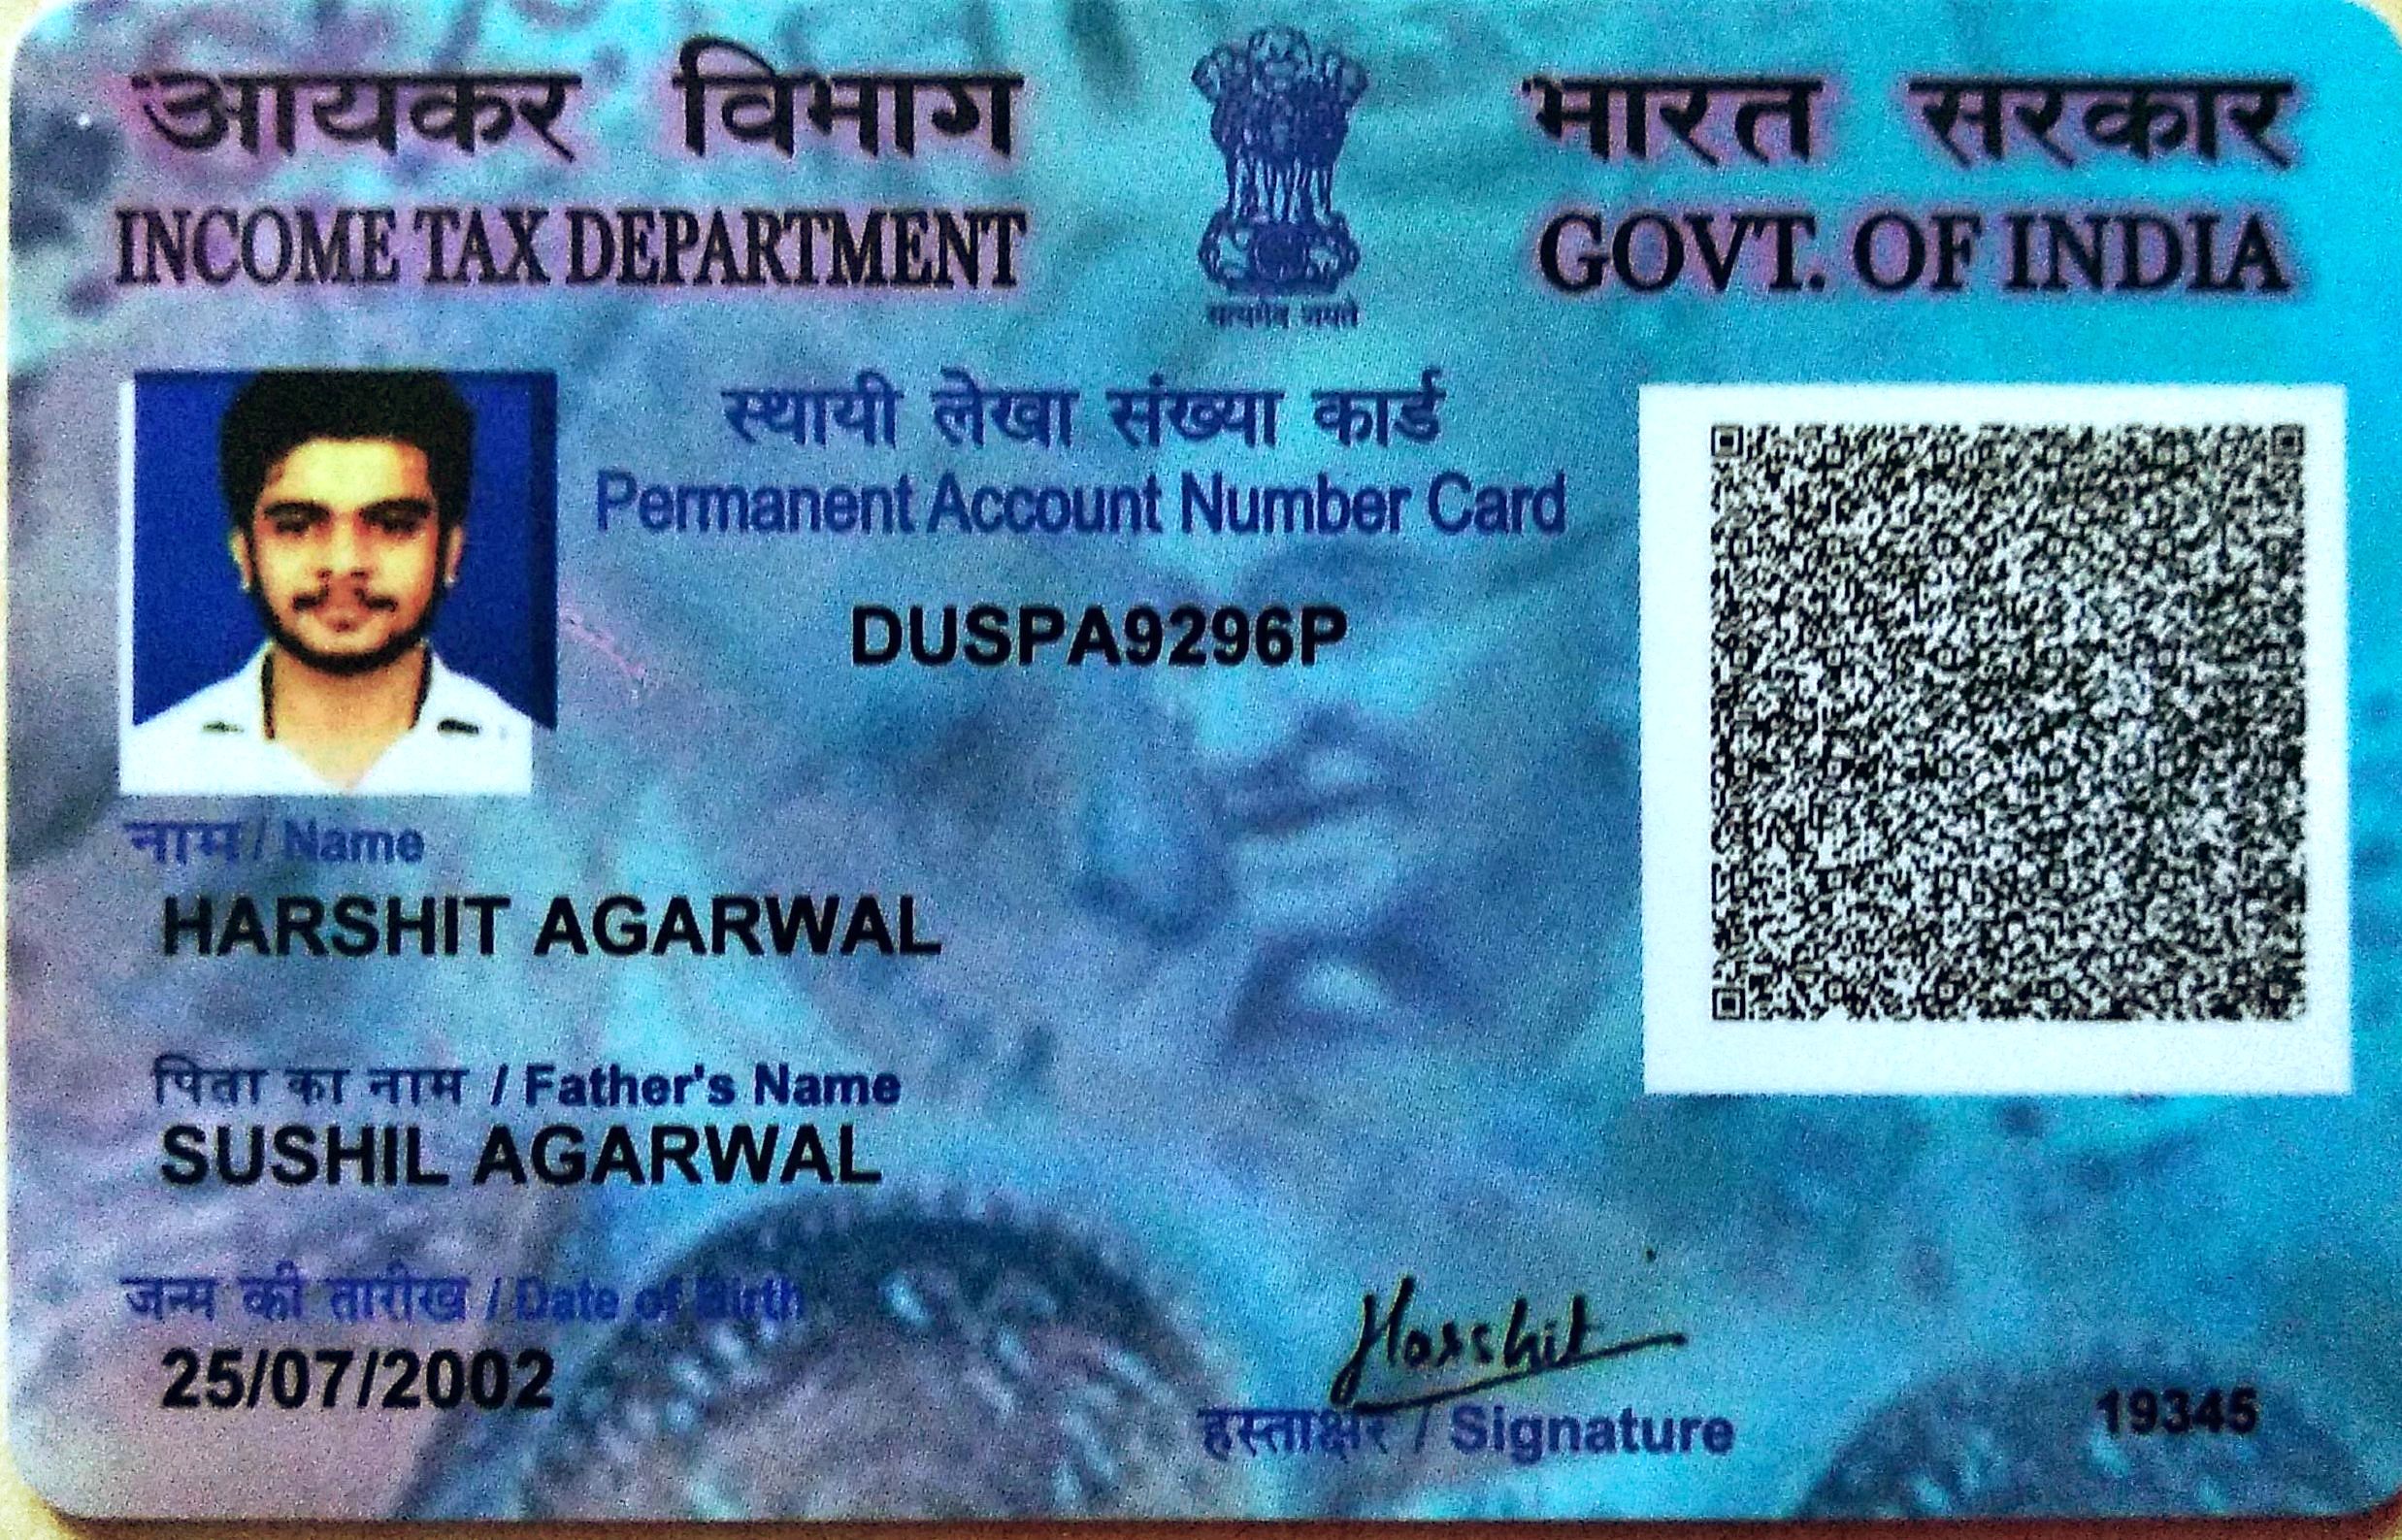 आयकर विभाग
INCOME TAX DEPARTMENT
सत्यमेव जयते
भारत सरकार
GOVT. OF INDIA
स्थायी लेखा संख्या कार्ड
Permanent Account Number Card
DUSPA9296P
नाम / Name
HARSHIT AGARWAL
पिता का नाम / Father's Name
SUSHIL AGARWAL
जन्म की तारीख / Date of Birth
25/07/2002
Harshit
हस्ताक्षर / Signature
19345